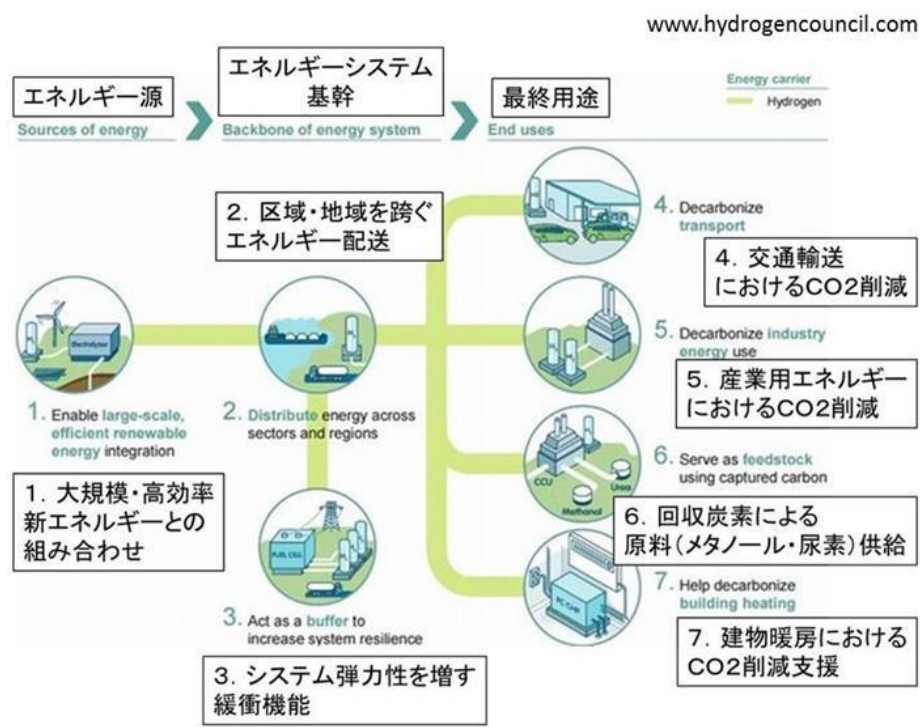 www.hydrogencouncil.com
エネルギー源
エネルギーシステム
基幹
最終用途
Energy carrier
Hydrogen
Sources of energy
Backbone of energy system
End uses
2．区域・地域を跨ぐ
エネルギー配送
4. Decarbonize
transport
4．交通輸送
におけるCO2削減
Electrolyzer
5. Decarbonize industry
energy use
5．産業用エネルギー
におけるCO2削減
1. Enable large-scale,
efficient renewable
energy integration
2. Distribute energy across
sectors and regions
1．大規模・高効率
新エネルギーとの
組み合わせ
CCU
Urea
Methanol
6. Serve as feedstock
using captured carbon
6．回収炭素による
原料（メタノール・尿素）供給
FUEL CELL
3. Act as a buffer to
increase system resilience
3．システム弾力性を増す
緩衝機能
FC-CHP
7. Help decarbonize
building heating
7．建物暖房における
CO2削減支援